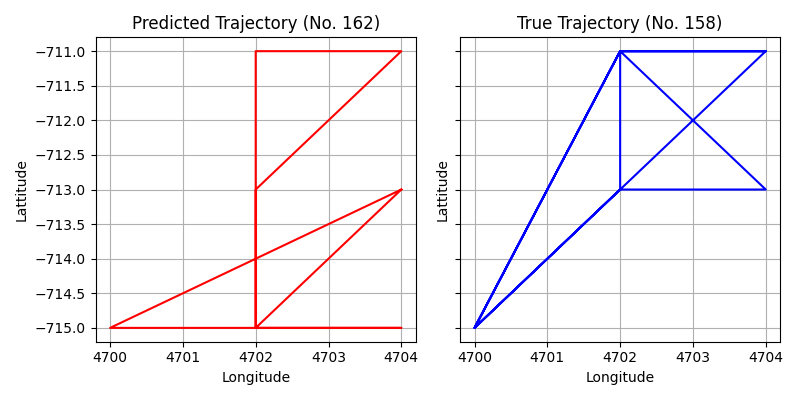 Predicted Trajectory (No. 162)
True Trajectory (No. 158)
−711.0
−711.5
−712.0
−712.5
−713.0
−713.5
−714.0
−714.5
−715.0
Lattitude
Lattitude
4700 4701 4702 4703 4704
4700 4701 4702 4703 4704
Longitude
Longitude